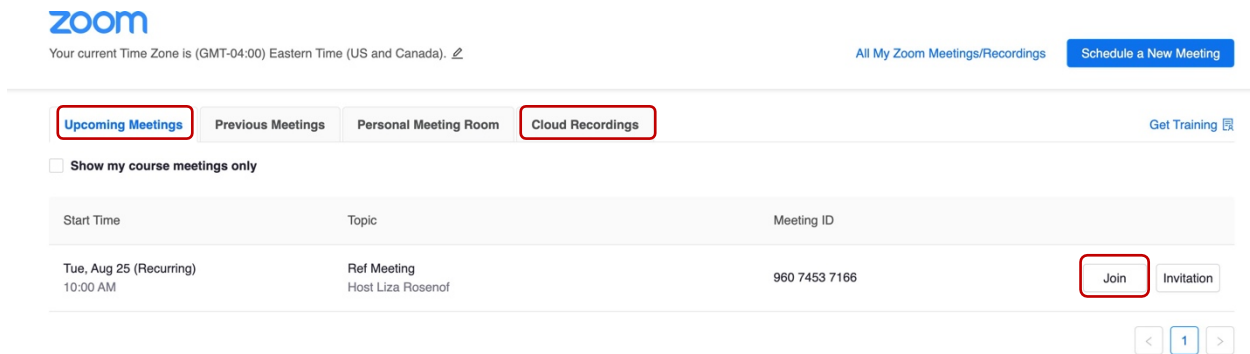 zoom
Your current Time Zone is (GMT-04:00) Eastern Time (US and Canada).
All My Zoom Meetings/Recordings
Schedule a New Meeting
Upcoming Meetings Previous Meetings Personal Meeting Room Cloud Recordings
Get Training
Show my course meetings only
Start Time Topic Meeting ID
Tue, Aug 25 (Recurring) Ref Meeting 960 7453 7166 Join Invitation
10:00 AM Host Liza Rosenof
< 1 >